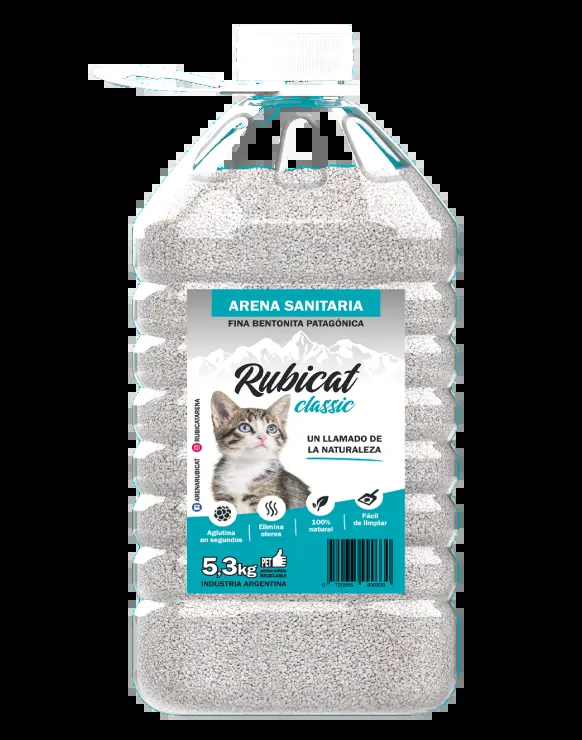 ARENA SANITARIA
FINA BENTONITA PATAGÓNICA
Rubicat
classic
UN LLAMADO DE
LA NATURALEZA
ARENARUBICAT
RUBICATARENA
Aglutina
en segundos
Elimina
olores
100%
natural
Fácil
de limpiar
5,3kg
PET
RECICLABLE
INDUSTRIA ARGENTINA